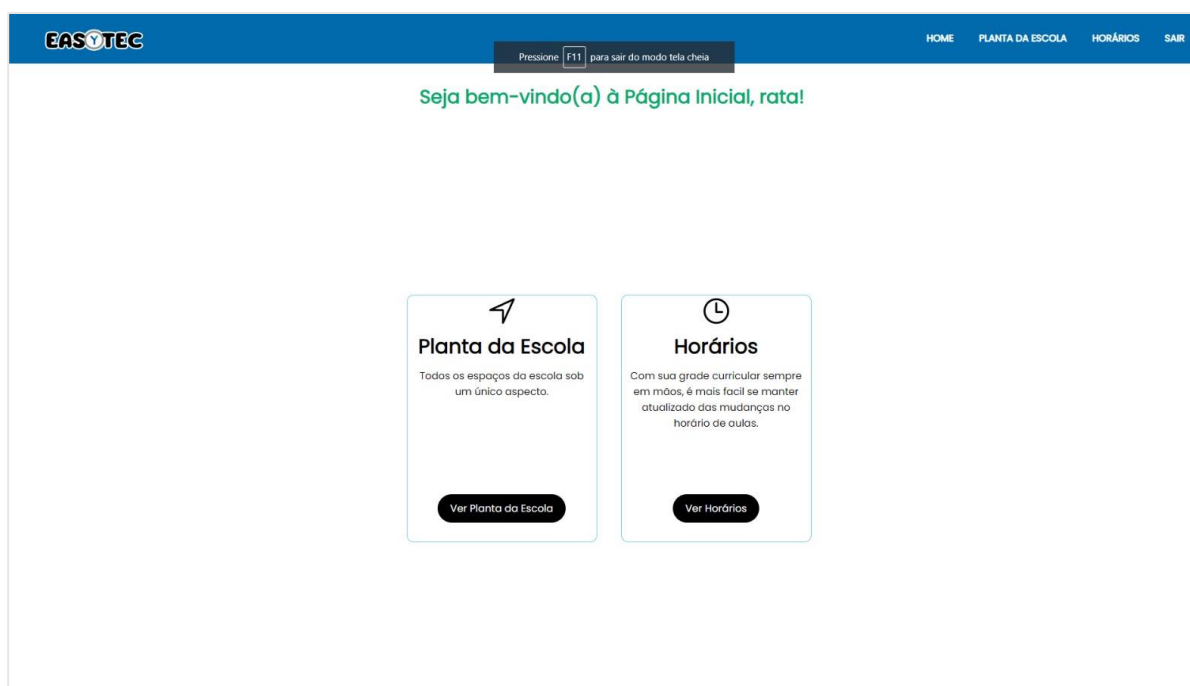 EASYTEC
HOME PLANTA DA ESCOLA HORÁRIOS SAIR
Pressione F11 para sair do modo tela cheia
Seja bem-vindo(a) à Página Inicial, rata!
Planta da Escola
Todos os espaços da escola sob
um único aspecto.
Ver Planta da Escola
Horários
Com sua grade curricular sempre
em mãos, é mais facil se manter
atualizado das mudanças no
horário de aulas.
Ver Horários